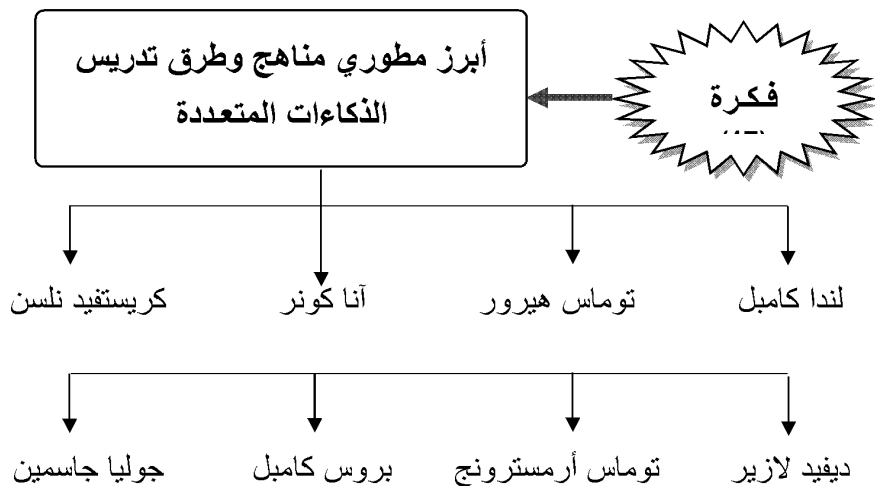 أبرز مطوري مناهج وطرق تدريس
الذكاءات المتعددة
فكرة
لندا كامبل
توماس هيرور
آنا كونر
كريستفيد نلسن
ديفيد لازير
توماس أرمسترونج
بروس كامبل
جوليا جاسمين